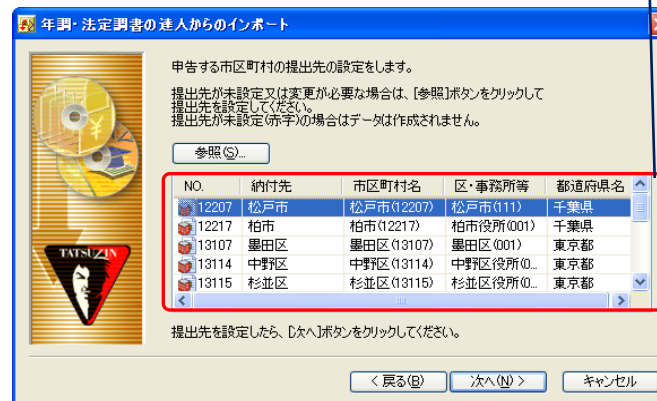 年調・法定調書の達人からのインポート
申告する市区町村の提出先の設定をします。
提出先が未設定又は変更が必要な場合は、[参照]ボタンをクリックして
提出先を設定してください。
提出先が未設定(赤字)の場合はデータは作成されません。
参照(S)...
NO. 納付先 市区町村名 区・事務所等 都道府県名
12207 松戸市 松戸市(12207) 松戸市(111) 千葉県
12217 柏市 柏市(12217) 柏市役所(001) 千葉県
13107 墨田区 墨田区(13107) 墨田区(001) 東京都
13114 中野区 中野区(13114) 中野区役所(0... 東京都
13115 杉並区 杉並区(13115) 杉並区役所(0... 東京都
TATSUZIN
提出先を設定したら、[次へ]ボタンをクリックしてください。
< 戻る(B) 次へ(N) > キャンセル